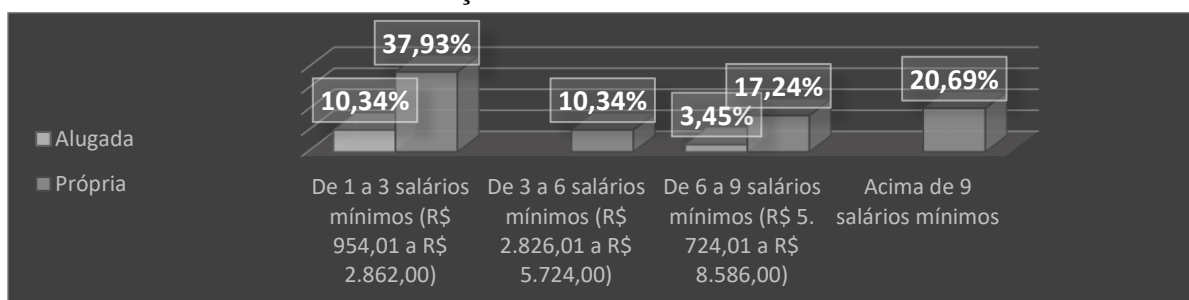 37,93%
10,34%
10,34%
3,45%
17,24%
20,69%
Alugada
Própria
De 1 a 3 salários
mínimos (R$
954,01 a R$
2.862,00)
De 3 a 6 salários
mínimos (R$
2.826,01 a R$
5.724,00)
De 6 a 9 salários
mínimos (R$ 5.
724,01 a R$
8.586,00)
Acima de 9
salários mínimos